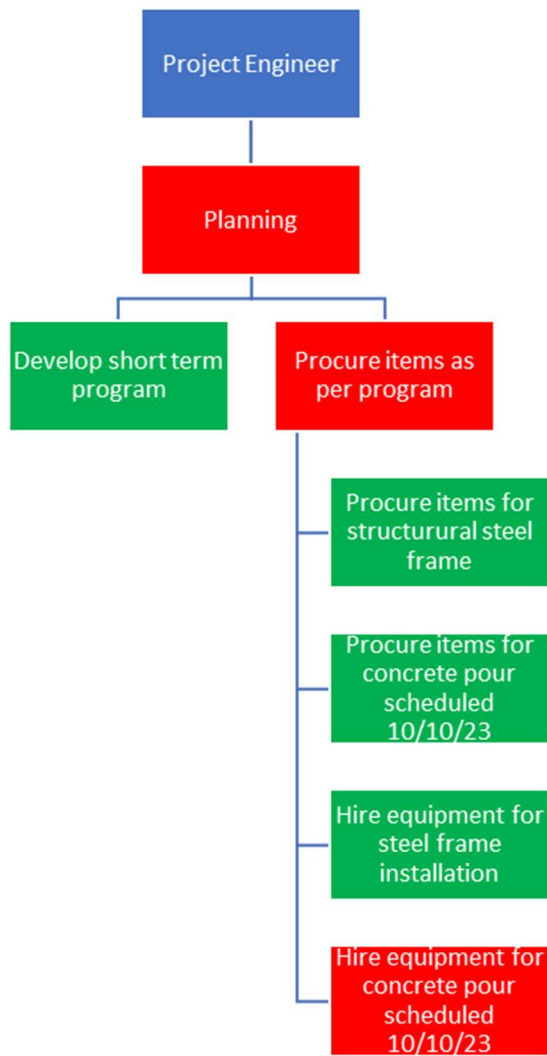 Project Engineer
Planning
Develop short term
program
Procure items as
per program
Procure items for
structurural steel
frame
Procure items for
concrete pour
scheduled
10/10/23
Hire equipment for
steel frame
installation
Hire equipment for
concrete pour
scheduled
10/10/23